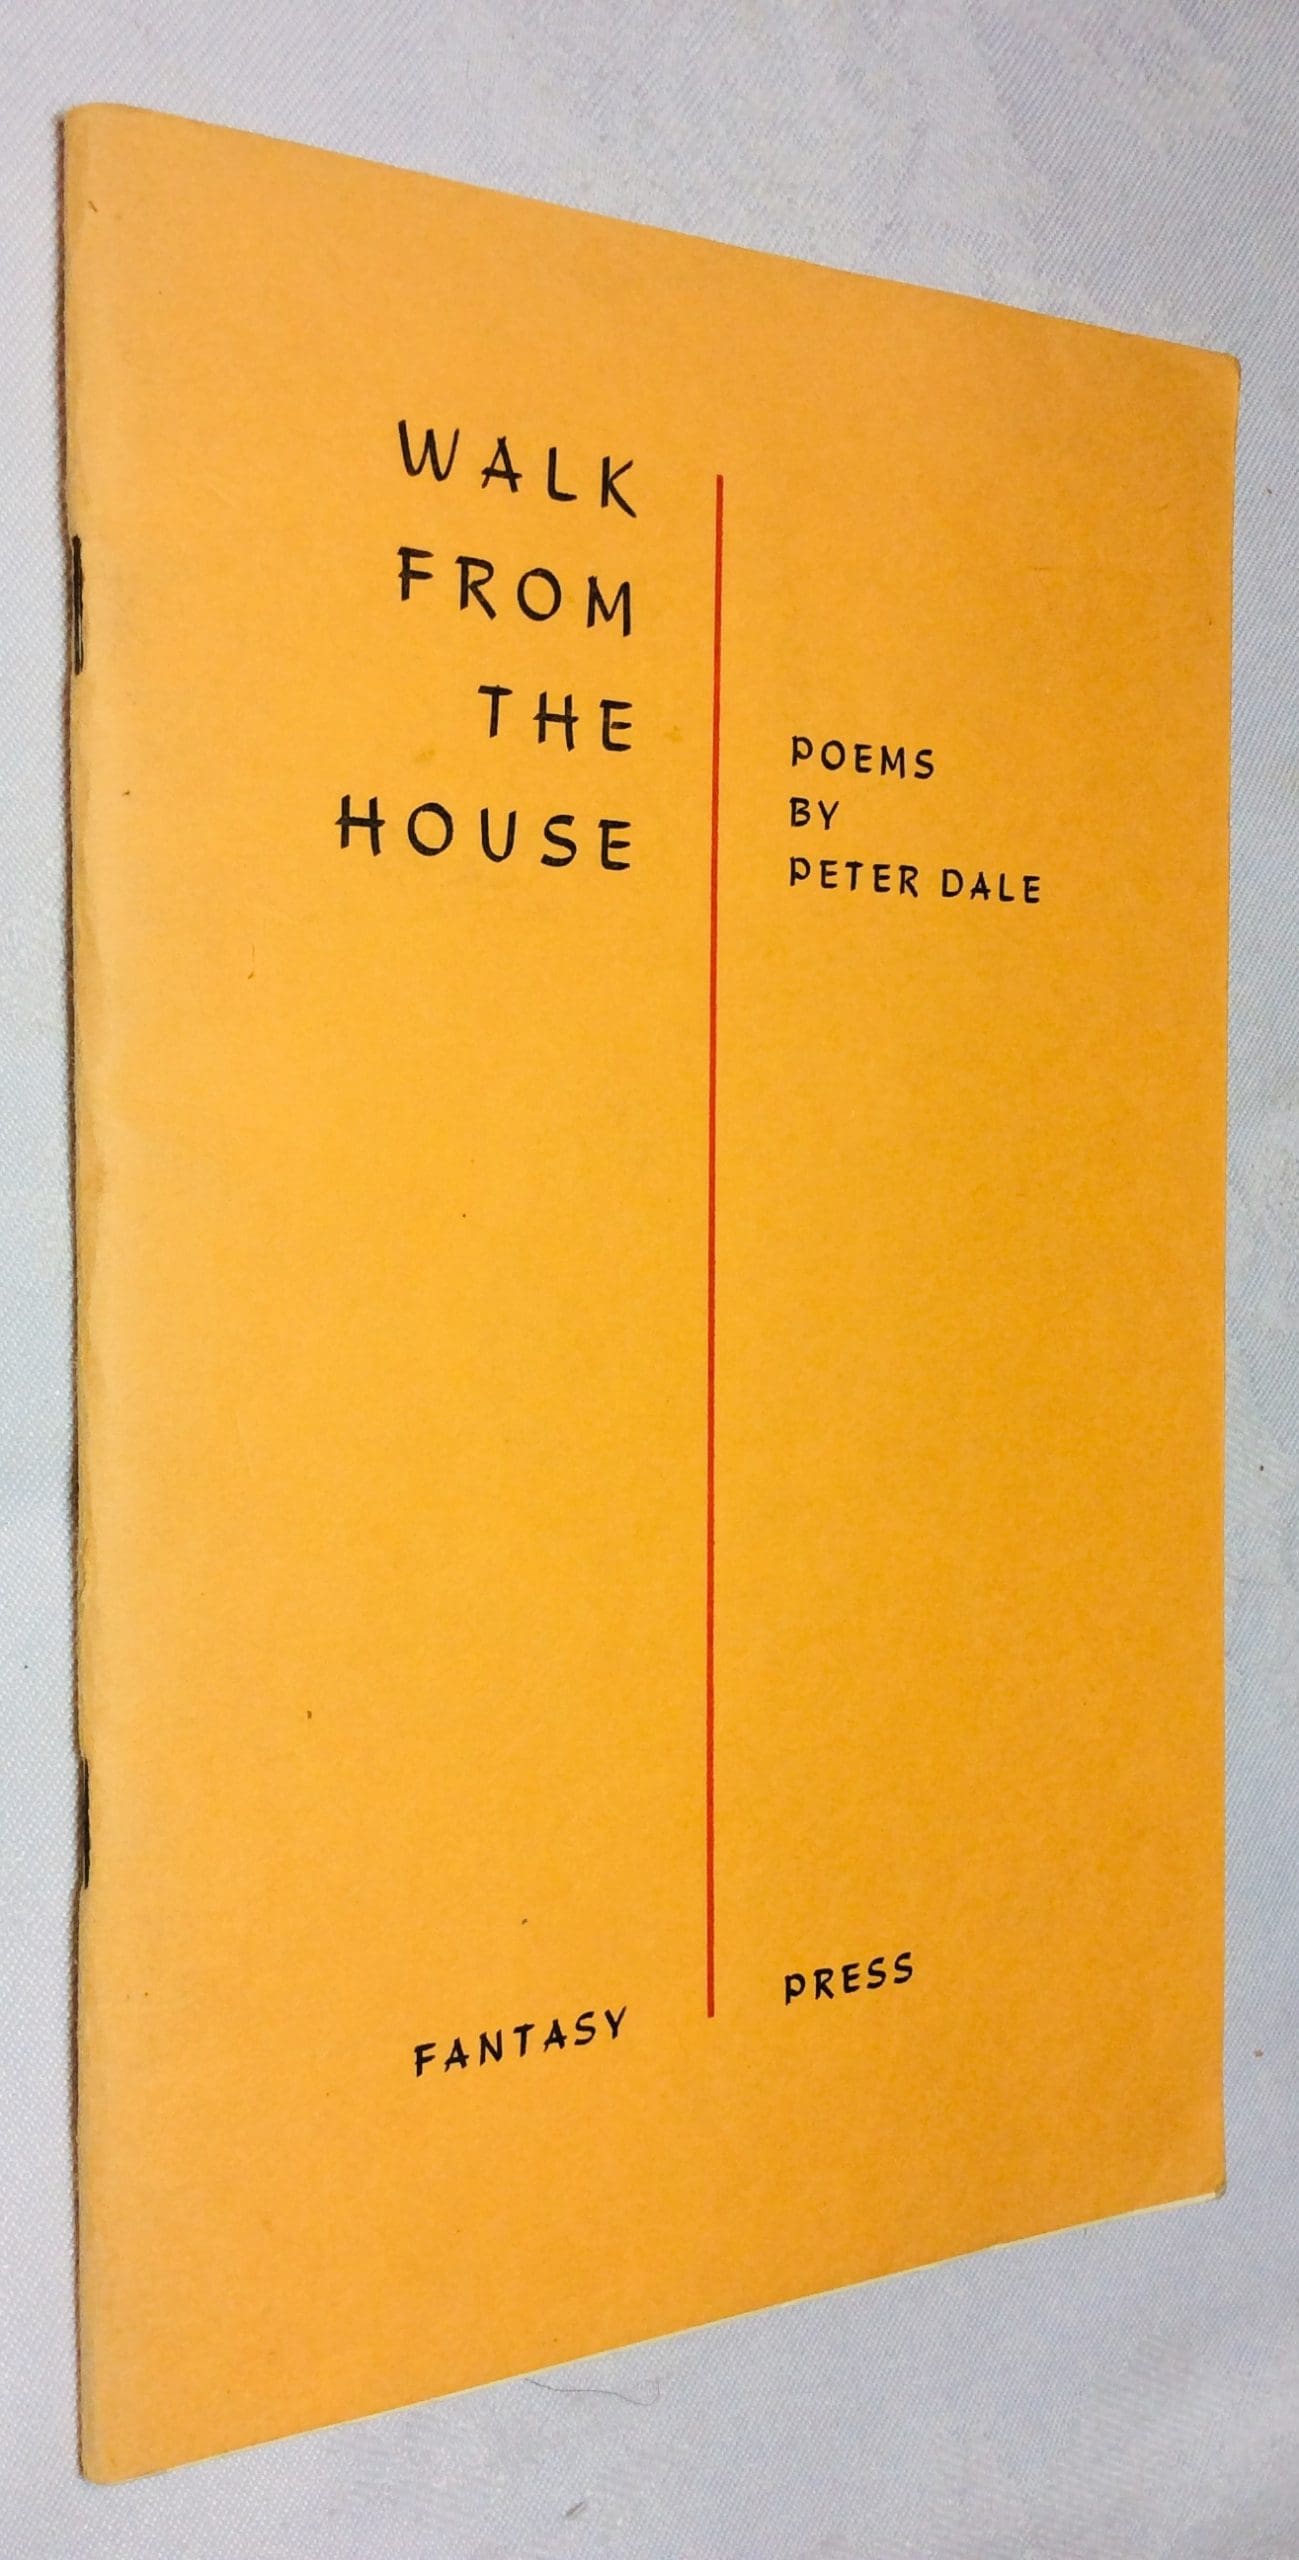 WALK
FROM
THE
HOUSE
POEMS
BY
PETER DALE
FANTASY PRESS